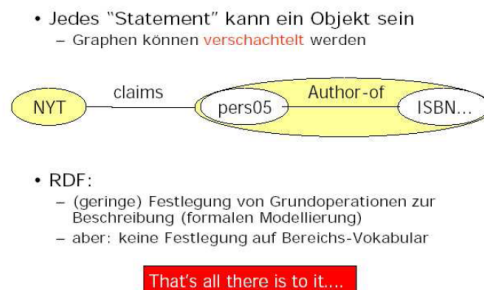 • Jedes “Statement” kann ein Objekt sein
– Graphen können verschachtelt werden
claims
Author-of
NYT
pers05
ISBN...
• RDF:
– (geringe) Festlegung von Grundoperationen zur
Beschreibung (formalen Modellierung)
– aber: keine Festlegung auf Bereichs-Vokabular
That's all there is to it....